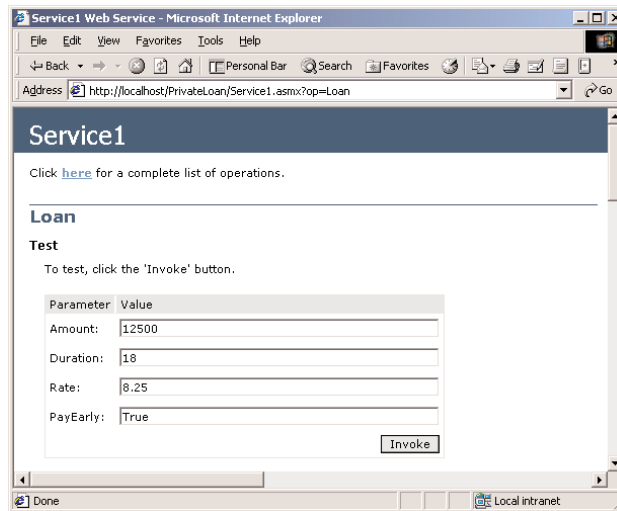 Service1 Web Service - Microsoft Internet Explorer
File Edit View Favorites Tools Help
Back Personal Bar Search Favorites
Address http://localhost/PrivateLoan/Service1.asmx?op=Loan Go
Service1
Click here for a complete list of operations.
Loan
Test
To test, click the 'Invoke' button.
Parameter Value
Amount: 12500
Duration: 18
Rate: 8.25
PayEarly: True
Invoke
Done Local intranet